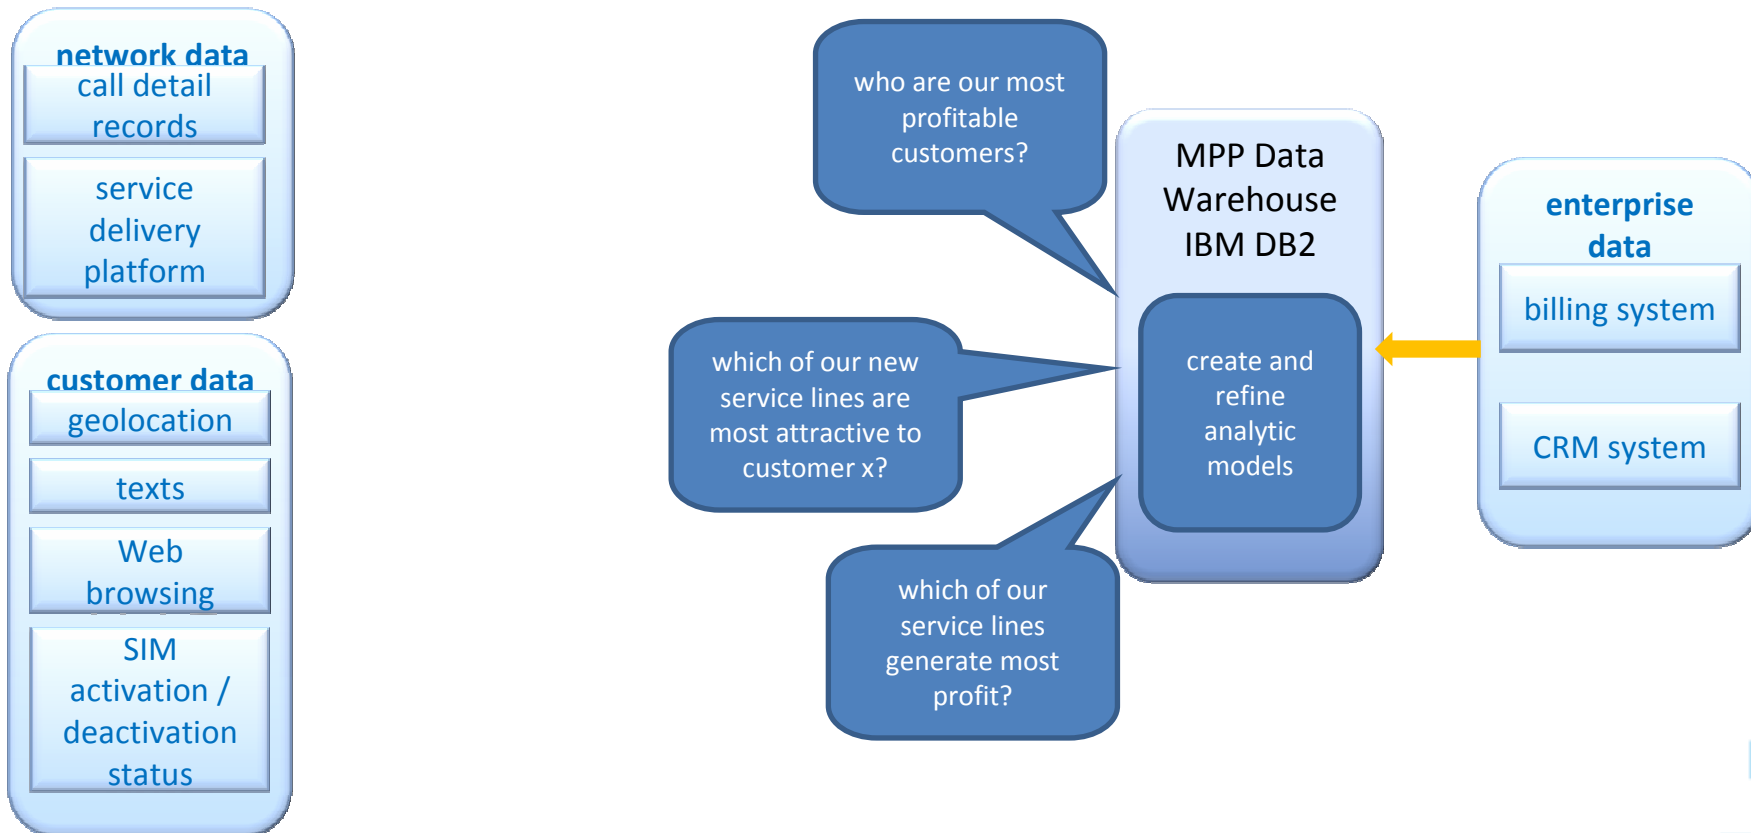 network data
call detail
records
service
delivery
platform
customer data
geolocation
texts
Web
browsing
SIM
activation /
deactivation
status
who are our most
profitable
customers?
which of our new
service lines are
most attractive to
customer x?
which of our
service lines
generate most
profit?
MPP Data
Warehouse
IBM DB2
create and
refine
analytic
models
enterprise
data
billing system
CRM system